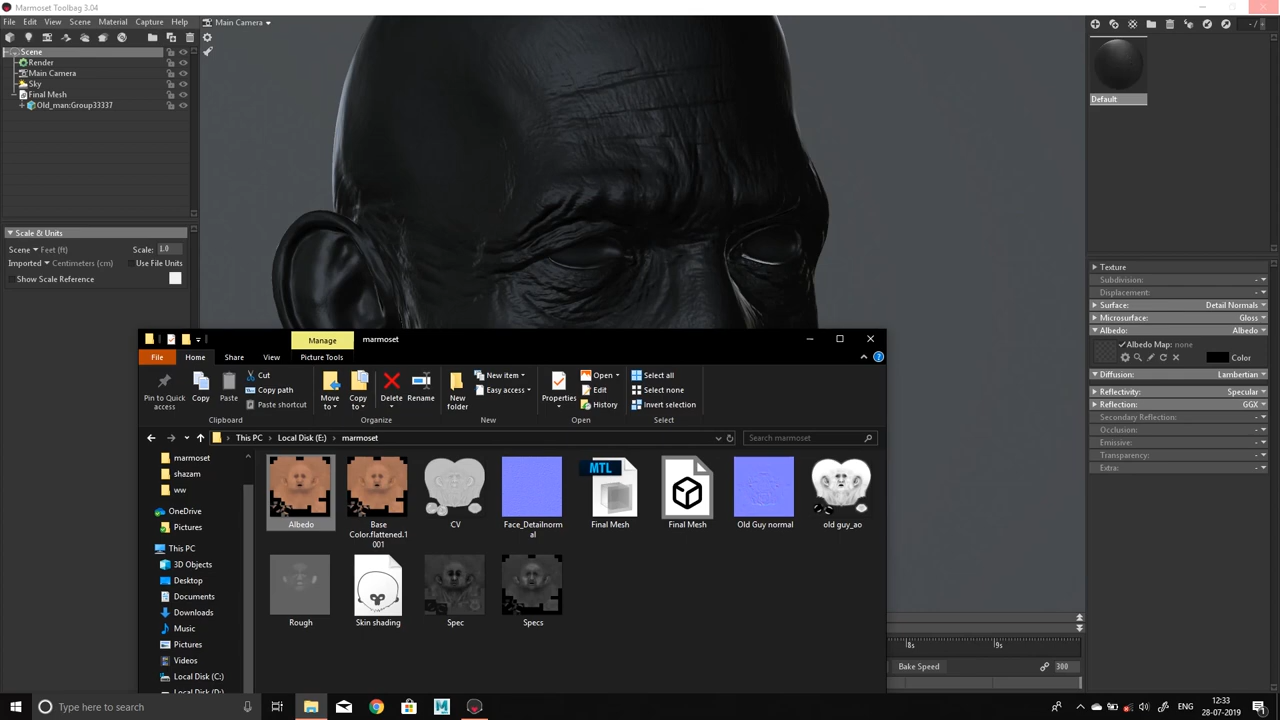 Marmoset Toolbag 3.04
File Edit View Scene Material Capture Help
Main Camera
Scene
Render
Main Camera
Sky
Final Mesh
Old_man:Group33337
Scale & Units
Scene Feet (ft) Scale: 1.0
Imported Centimeters (cm) Use File Units
Show Scale Reference
Default
Texture
Subdivision: -
Displacement: -
Surface: Detail Normals
Microsurface: Gloss
Albedo: Albedo
Albedo Map: none
Color
Diffusion: Lambertian
Reflectivity: Specular
Reflection: GGX
Secondary Reflection: -
Occlusion: -
Emissive: -
Transparency: -
Extra: -
Manage marmoset
File Home Share View Picture Tools
Pin to Quick access
Copy
Paste
Cut
Copy path
Paste shortcut
Clipboard
Move to
Copy to
Delete
Rename
Organize
New folder
New item
Easy access
New
Properties
Open
Edit
History
Open
Select all
Select none
Invert selection
Select
This PC Local Disk (E:) marmoset Search marmoset
marmoset
shazam
ww
OneDrive
Pictures
This PC
3D Objects
Desktop
Documents
Downloads
Music
Pictures
Videos
Local Disk (C:)
Local Disk (D:)
Albedo
Base Color.flattened.1001
CV
Face_Detailnormal
MTL
Final Mesh
Final Mesh
Old Guy normal
old guy_ao
Rough
Skin shading
Spec
Specs
8s 9s
Bake Speed 300
Type here to search
12:33
28-07-2019
1